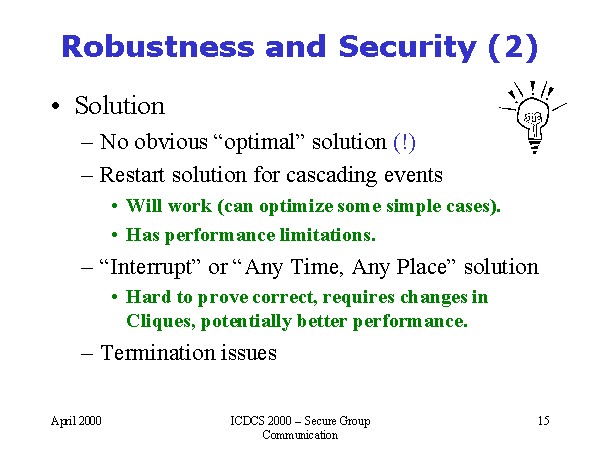 Robustness and Security (2)
• Solution
– No obvious “optimal” solution (!)
– Restart solution for cascading events
• Will work (can optimize some simple cases).
• Has performance limitations.
– “Interrupt” or “Any Time, Any Place” solution
• Hard to prove correct, requires changes in
Cliques, potentially better performance.
– Termination issues
April 2000
ICDCS 2000 – Secure Group
Communication
15